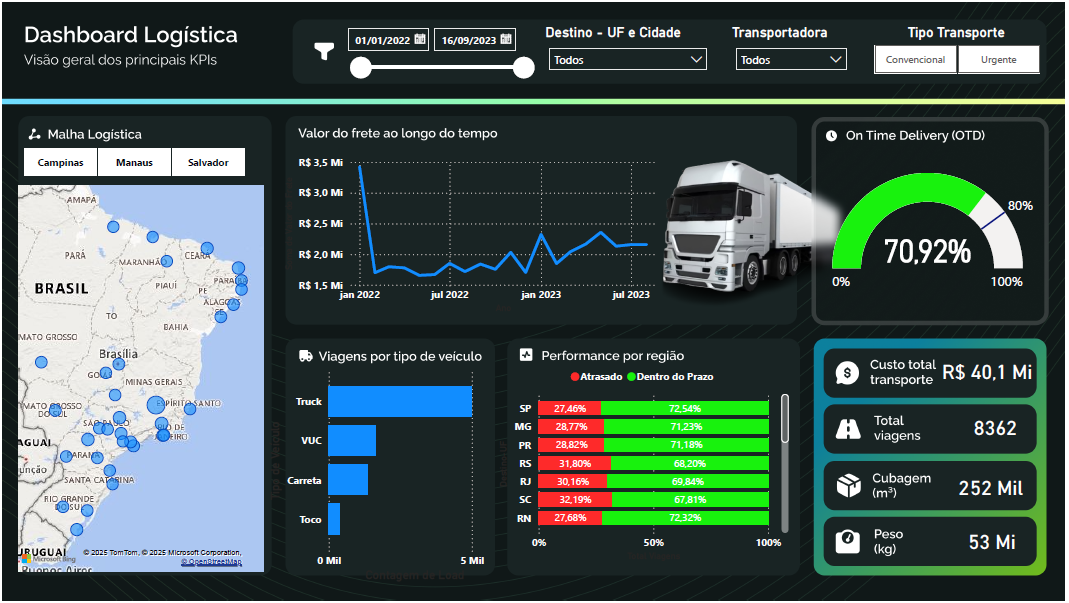 Dashboard Logística
Visão geral dos principais KPIs
01/01/2022
16/09/2023
Destino - UF e Cidade
Todos
Transportadora
Todos
Tipo Transporte
Convencional
Urgente
Malha Logística
Campinas
Manaus
Salvador
AMAPÁ
PARÁ
MARANHÃO
CEARÁ
BRASIL
PIAUÍ
PARAÍBA
PE
ALAGOAS
SE
TO
BAHIA
MATO GROSSO
Brasília
GOIÁS
MINAS GERAIS
MATO GROSSO
DO SUL
ESPÍRITO SANTO
SÃO PAULO
RIO DE
JANEIRO
PARANÁ
SANTA CATARINA
RIO GRANDE
DO SUL
URUGUAI
Buenos Aires
Microsoft Bing
© 2025 TomTom, © 2025 Microsoft Corporation,
© OpenStreetMap
Valor do frete ao longo do tempo
R$ 3,5 Mi
R$ 3,0 Mi
R$ 2,5 Mi
R$ 2,0 Mi
R$ 1,5 Mi
jan 2022
jul 2022
jan 2023
jul 2023
On Time Delivery (OTD)
80%
70,92%
0%
100%
Viagens por tipo de veículo
Truck
VUC
Carreta
Toco
0 Mil
5 Mil
Performance por região
Atrasado
Dentro do Prazo
SP 27,46% 72,54%
MG 28,77% 71,23%
PR 28,82% 71,18%
RS 31,80% 68,20%
RJ 30,16% 69,84%
SC 32,19% 67,81%
RN 27,68% 72,32%
0%
50%
100%
Custo total
transporte
R$ 40,1 Mi
Total
viagens
8362
Cubagem
(m³)
252 Mil
Peso
(kg)
53 Mi